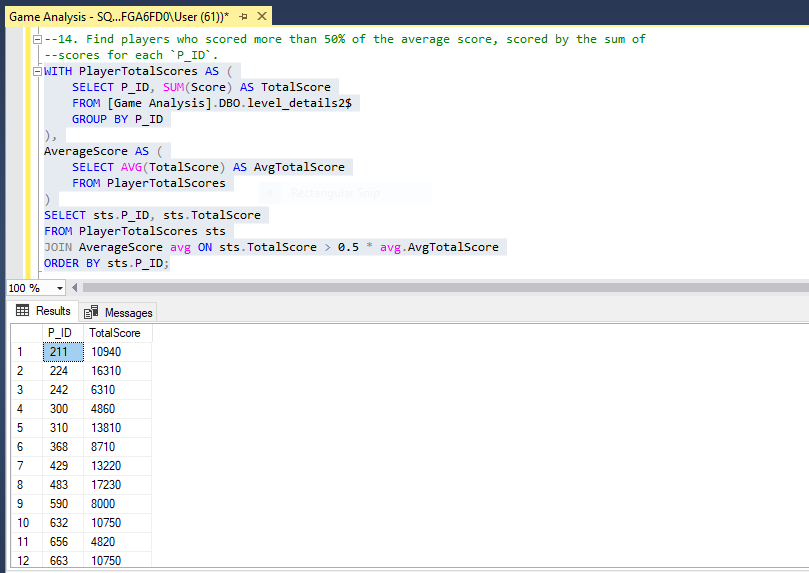 Game Analysis - SQ...FGA6FD0\User (61))*
--14. Find players who scored more than 50% of the average score, scored by the sum of
--scores for each `P_ID`.
WITH PlayerTotalScores AS (
SELECT P_ID, SUM(Score) AS TotalScore
FROM [Game Analysis].DBO.level_details2$
GROUP BY P_ID
),
AverageScore AS (
SELECT AVG(TotalScore) AS AvgTotalScore
FROM PlayerTotalScores
)
SELECT sts.P_ID, sts.TotalScore
FROM PlayerTotalScores sts
JOIN AverageScore avg ON sts.TotalScore > 0.5 * avg.AvgTotalScore
ORDER BY sts.P_ID;
100 %
Results Messages
P_ID TotalScore
1 211 10940
2 224 16310
3 242 6310
4 300 4860
5 310 13810
6 368 8710
7 429 13220
8 483 17230
9 590 8000
10 632 10750
11 656 4820
12 663 10750